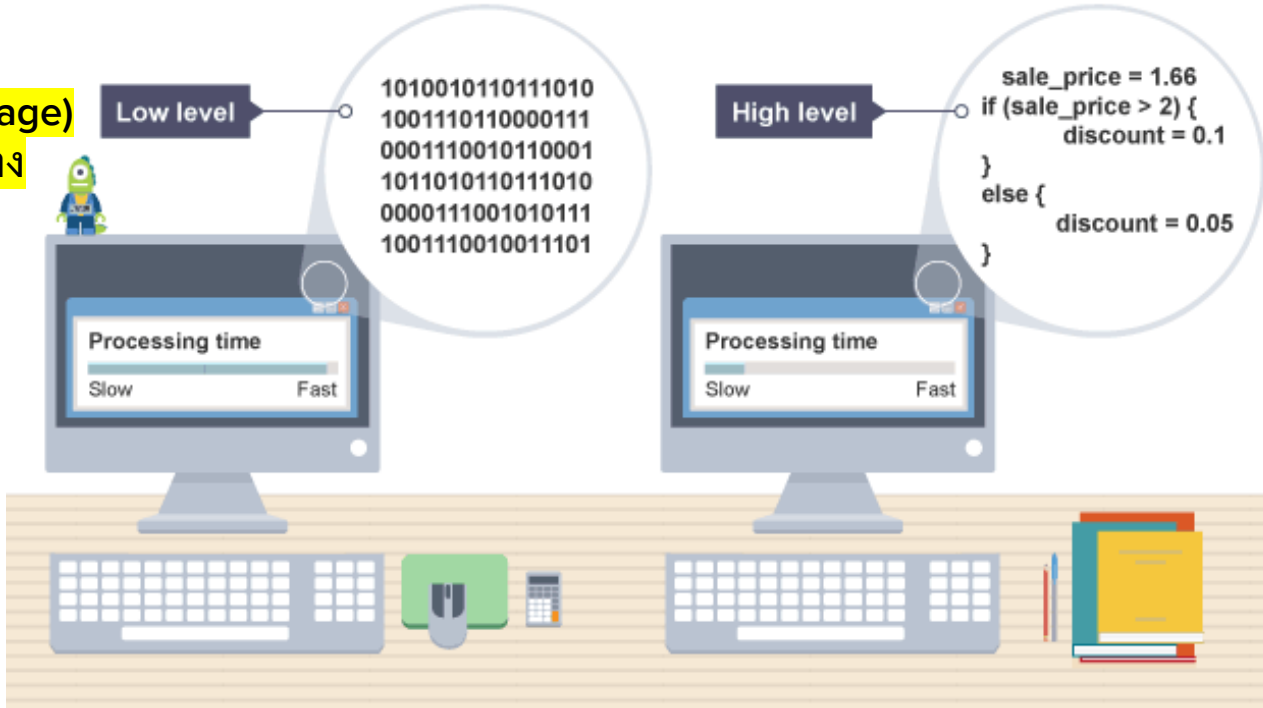 age)
Low level
1010010110111010
1001110110000111
0001110010110001
1011010110111010
0000111001010111
1001110010011101
Processing time
Slow Fast
High level
sale_price = 1.66
if (sale_price > 2) {
discount = 0.1
}
else {
discount = 0.05
}
Processing time
Slow Fast